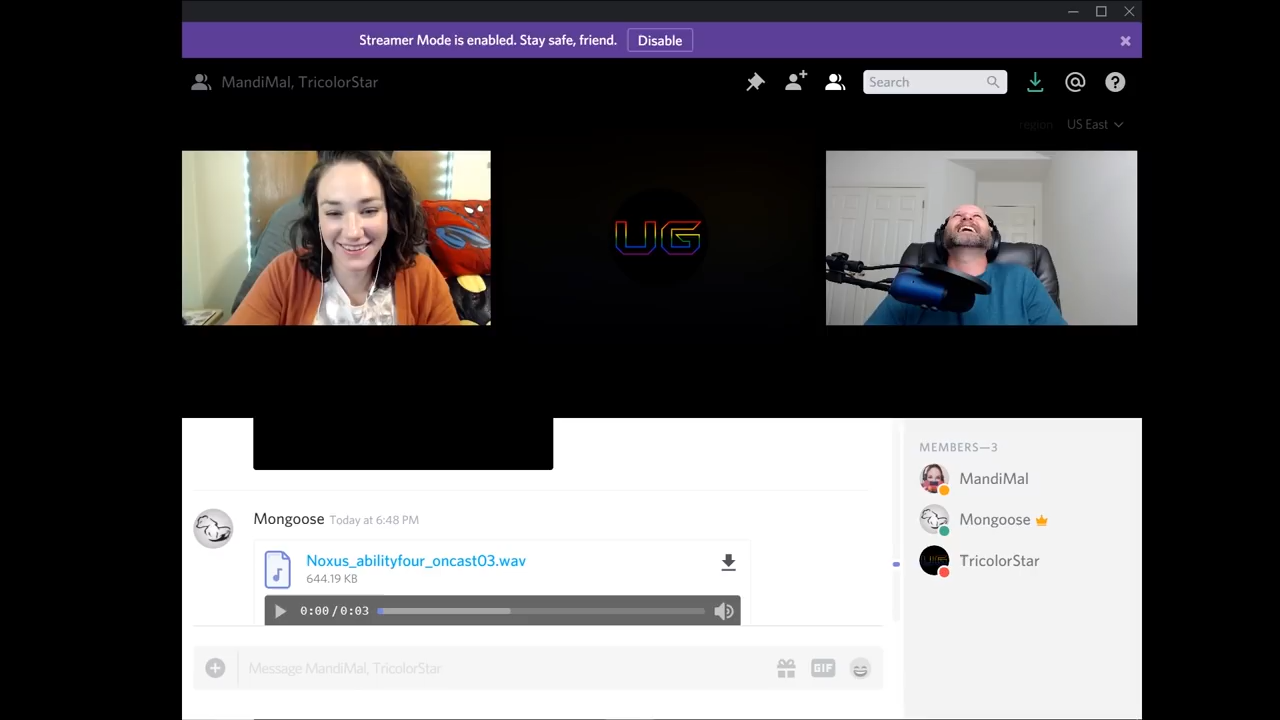 Streamer Mode is enabled. Stay safe, friend. Disable
MandiMal, TricolorStar
Search
region US East
UG
MEMBERS—3
MandiMal
Mongoose Today at 6:48 PM
Mongoose
Noxus_abilityfour_oncast03.wav
TricolorStar
644.19 KB
0:00/0:03
Message MandiMal, TricolorStar
GIF